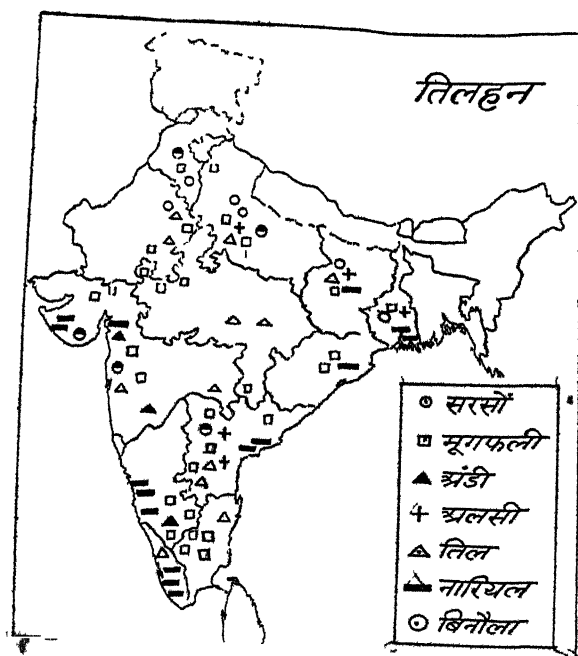 तिलहन
सरसों
मूगफली
अंडी
अलसी
तिल
नारियल
बिनौला